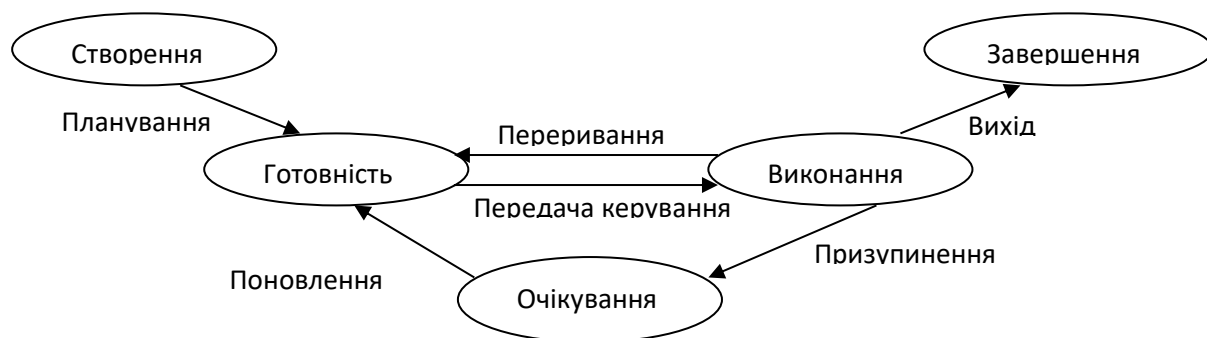 Створення
Завершення
Планування
Вихід
Переривання
Готовність
Виконання
Передача керування
Призупинення
Поновлення
Очікування